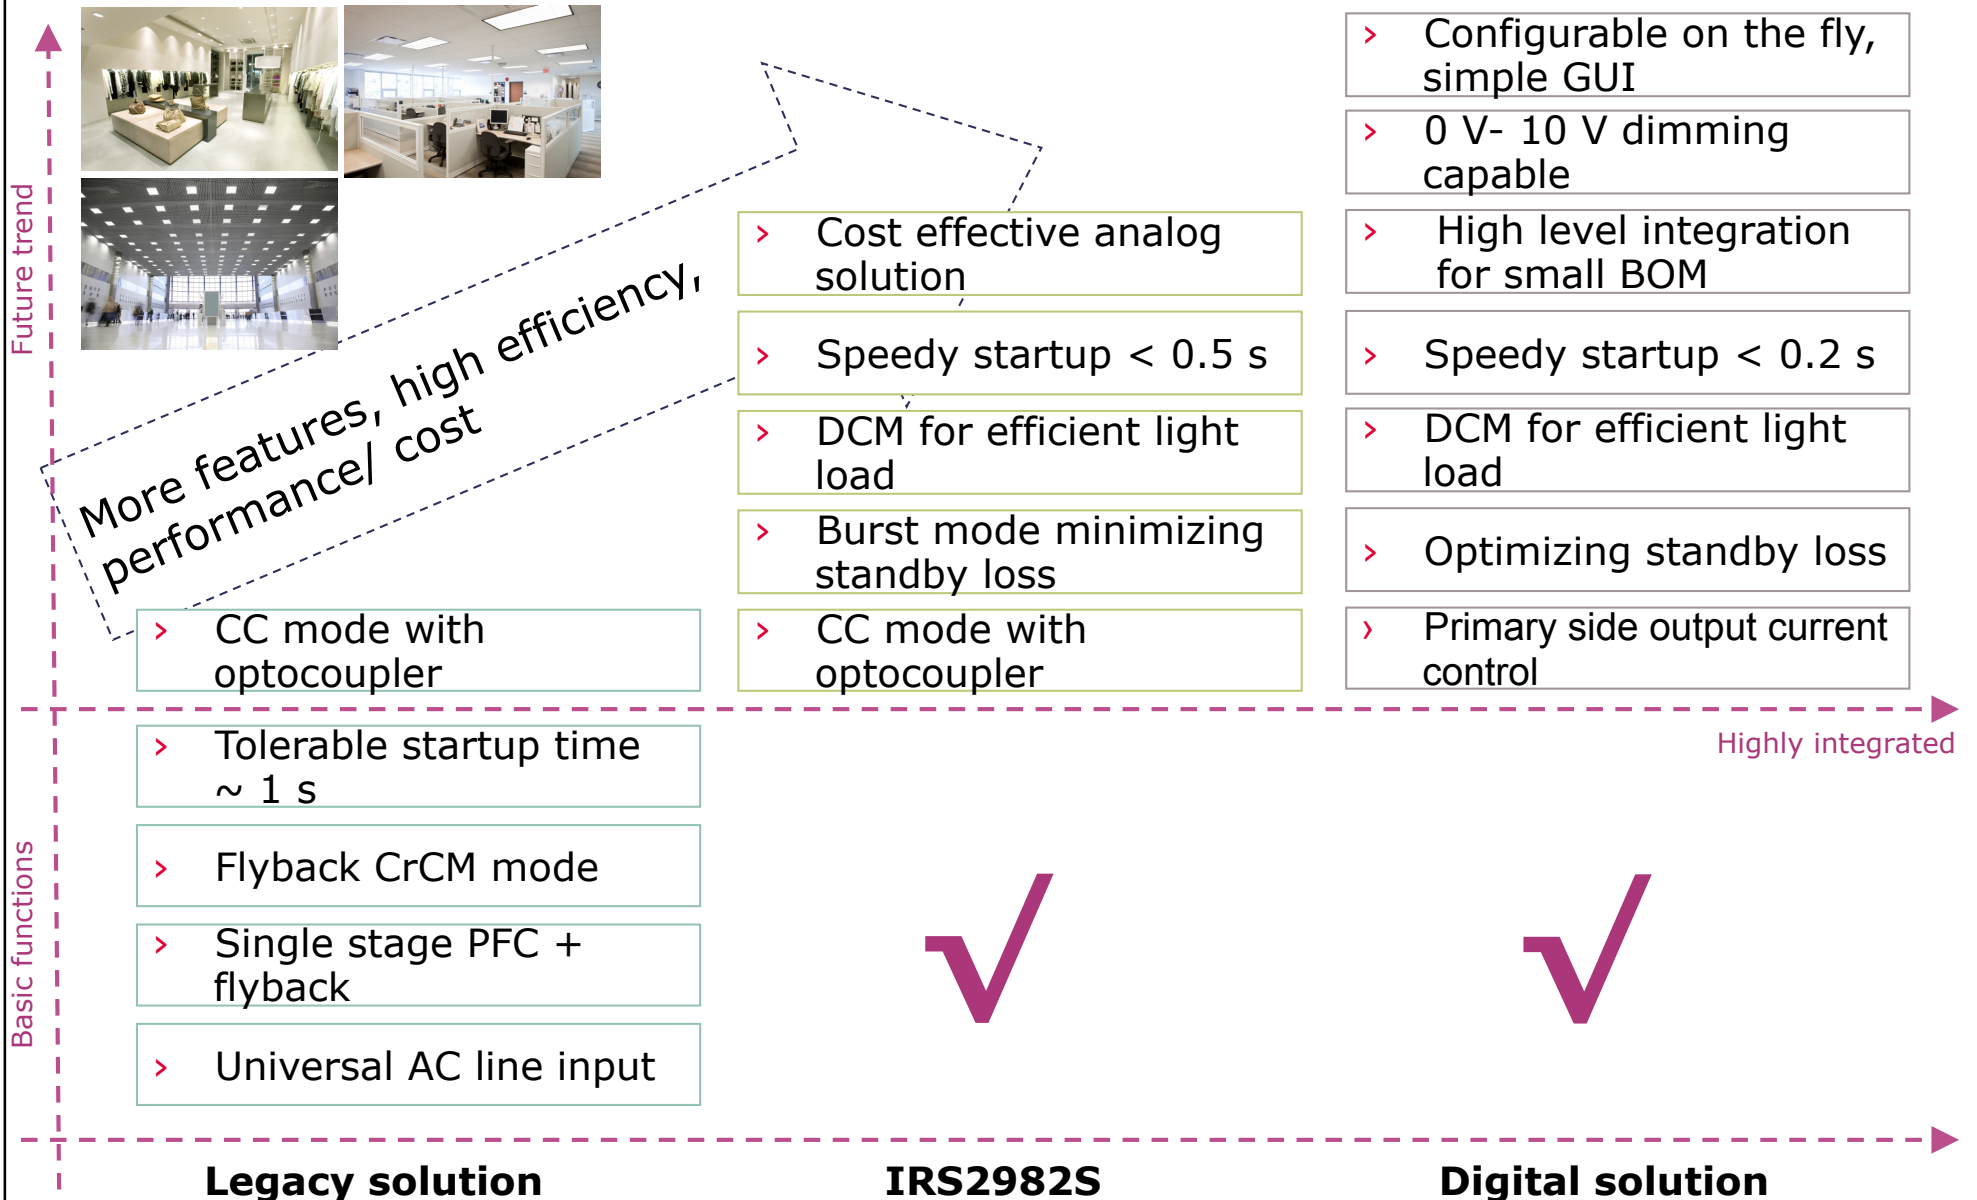 Future trend
Basic functions
More features, high efficiency,
performance/ cost
› CC mode with
optocoupler
› Tolerable startup time
~ 1 s
› Flyback CrCM mode
› Single stage PFC +
flyback
› Universal AC line input
Legacy solution
› Cost effective analog
solution
› Speedy startup < 0.5 s
› DCM for efficient light
load
› Burst mode minimizing
standby loss
› CC mode with
optocoupler
√
IRS2982S
› Configurable on the fly,
simple GUI
› 0 V- 10 V dimming
capable
› High level integration
for small BOM
› Speedy startup < 0.2 s
› DCM for efficient light
load
› Optimizing standby loss
› Primary side output current
control
Highly integrated
√
Digital solution